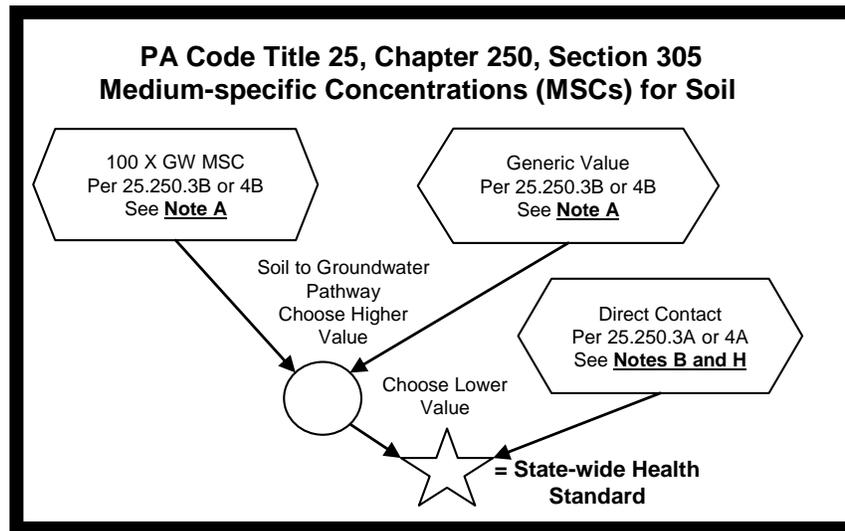 PA Code Title 25, Chapter 250, Section 305
Medium-specific Concentrations (MSCs) for Soil
100 X GW MSC
Per 25.250.3B or 4B
See Note A
Generic Value
Per 25.250.3B or 4B
See Note A
Soil to Groundwater
Pathway
Choose Higher
Value
Direct Contact
Per 25.250.3A or 4A
See Notes B and H
Choose Lower
Value
= State-wide Health
Standard